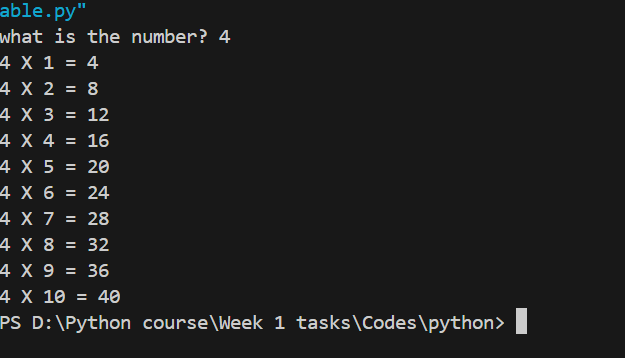 able.py"
what is the number? 4
4 X 1 = 4
4 X 2 = 8
4 X 3 = 12
4 X 4 = 16
4 X 5 = 20
4 X 6 = 24
4 X 7 = 28
4 X 8 = 32
4 X 9 = 36
4 X 10 = 40
PS D:\Python course\Week 1 tasks\Codes\python>